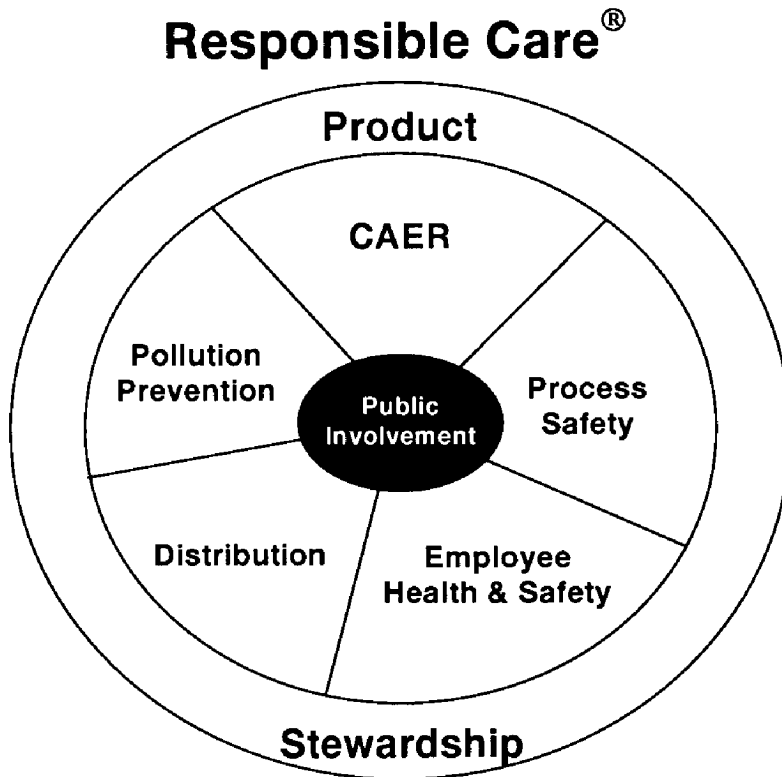 Responsible Care®
Product
CAER
Pollution
Prevention
Process
Safety
Public
Involvement
Distribution
Employee
Health & Safety
Stewardship